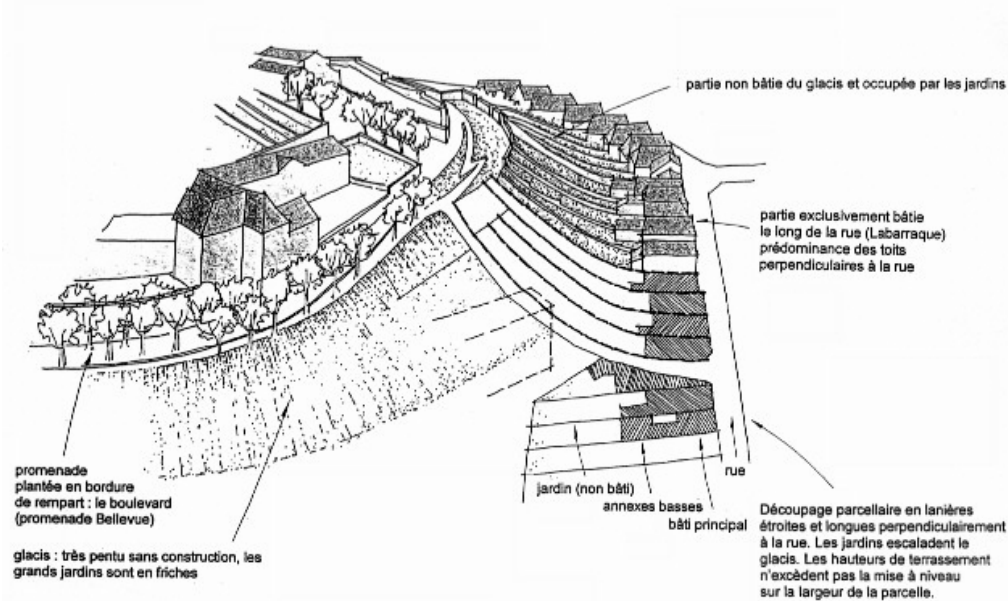 partie non bâtie du glacis et occupée par les jardins
partie exclusivement bâtie
le long de la rue (Labarraque)
prédominance des toits
perpendiculaires à la rue
promenade
plantée en bordure
de rempart : le boulevard
(promenade Bellevue)
glacis : très pentu sans construction, les
grands jardins sont en friches
jardin (non bâti)
annexes basses
bâti principal
rue
Découpage parcellaire en lanières
étroites et longues perpendiculairement
à la rue. Les jardins escaladent le
glacis. Les hauteurs de terrassement
n'excèdent pas la mise à niveau
sur la largeur de la parcelle.